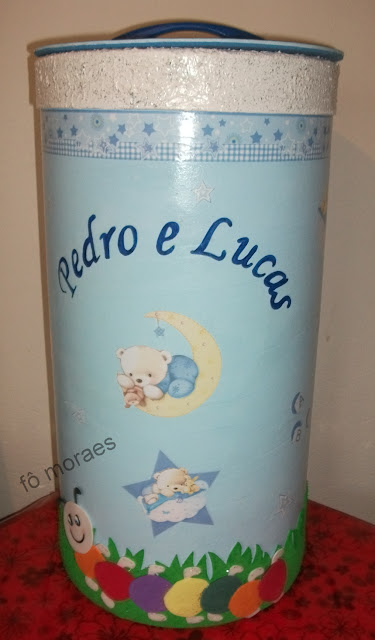 Pedro e Lucas
fô moraes